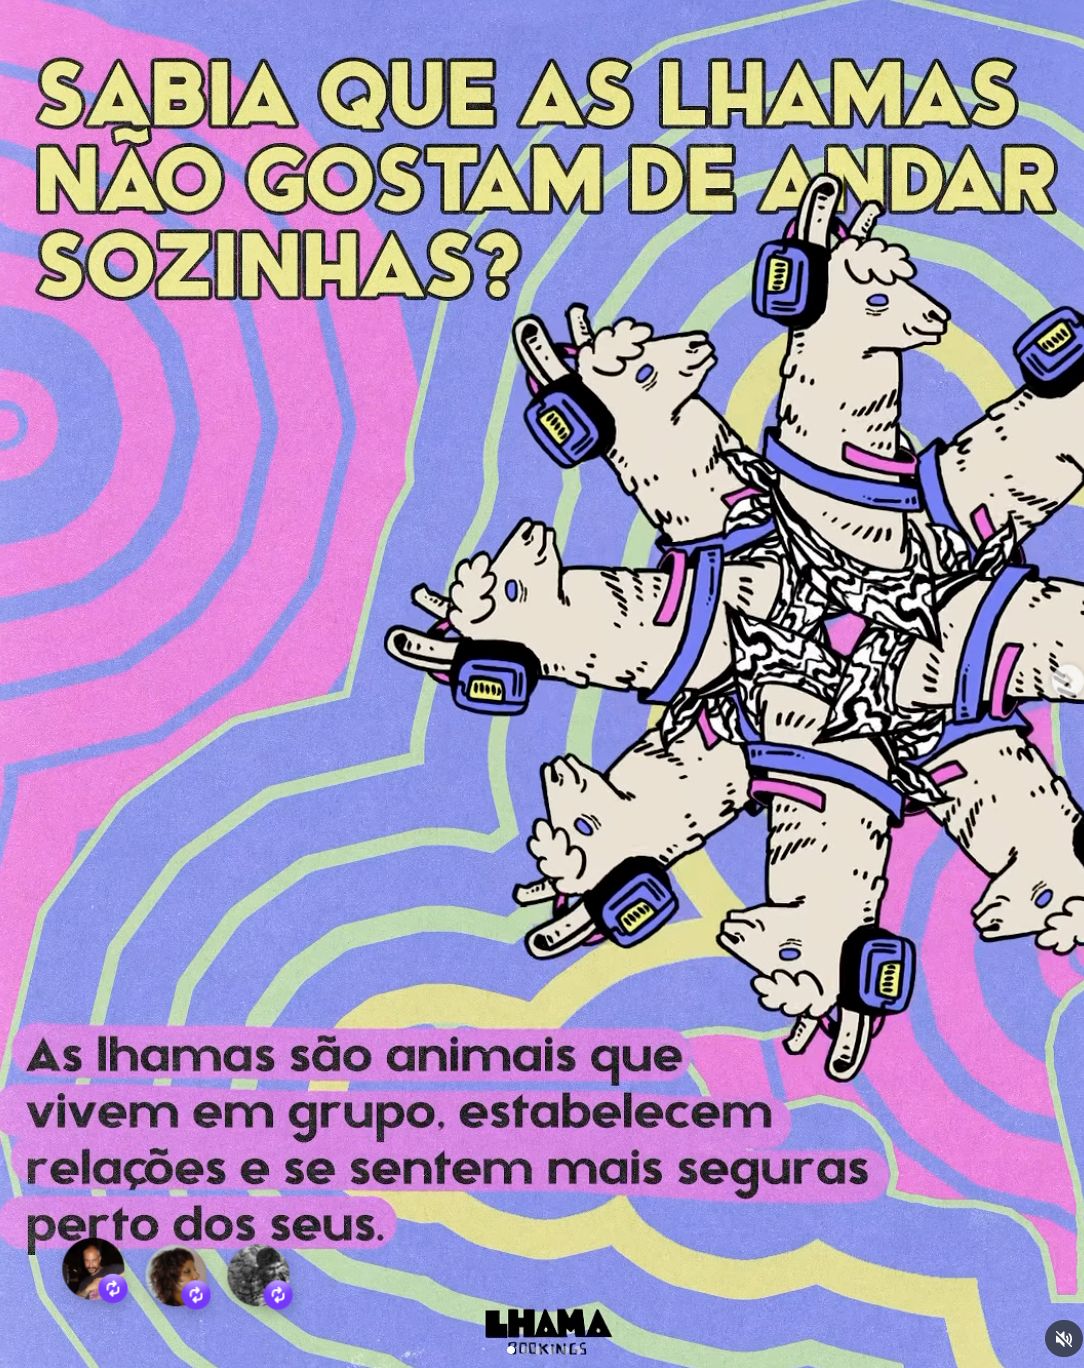 SABIA QUE AS LHAMAS
NÃO GOSTAM DE ANDAR
SOZINHAS?
As lhamas são animais que
vivem em grupo, estabelecem
relações e se sentem mais seguras
perto dos seus.
LHAMA
BOOKINGS